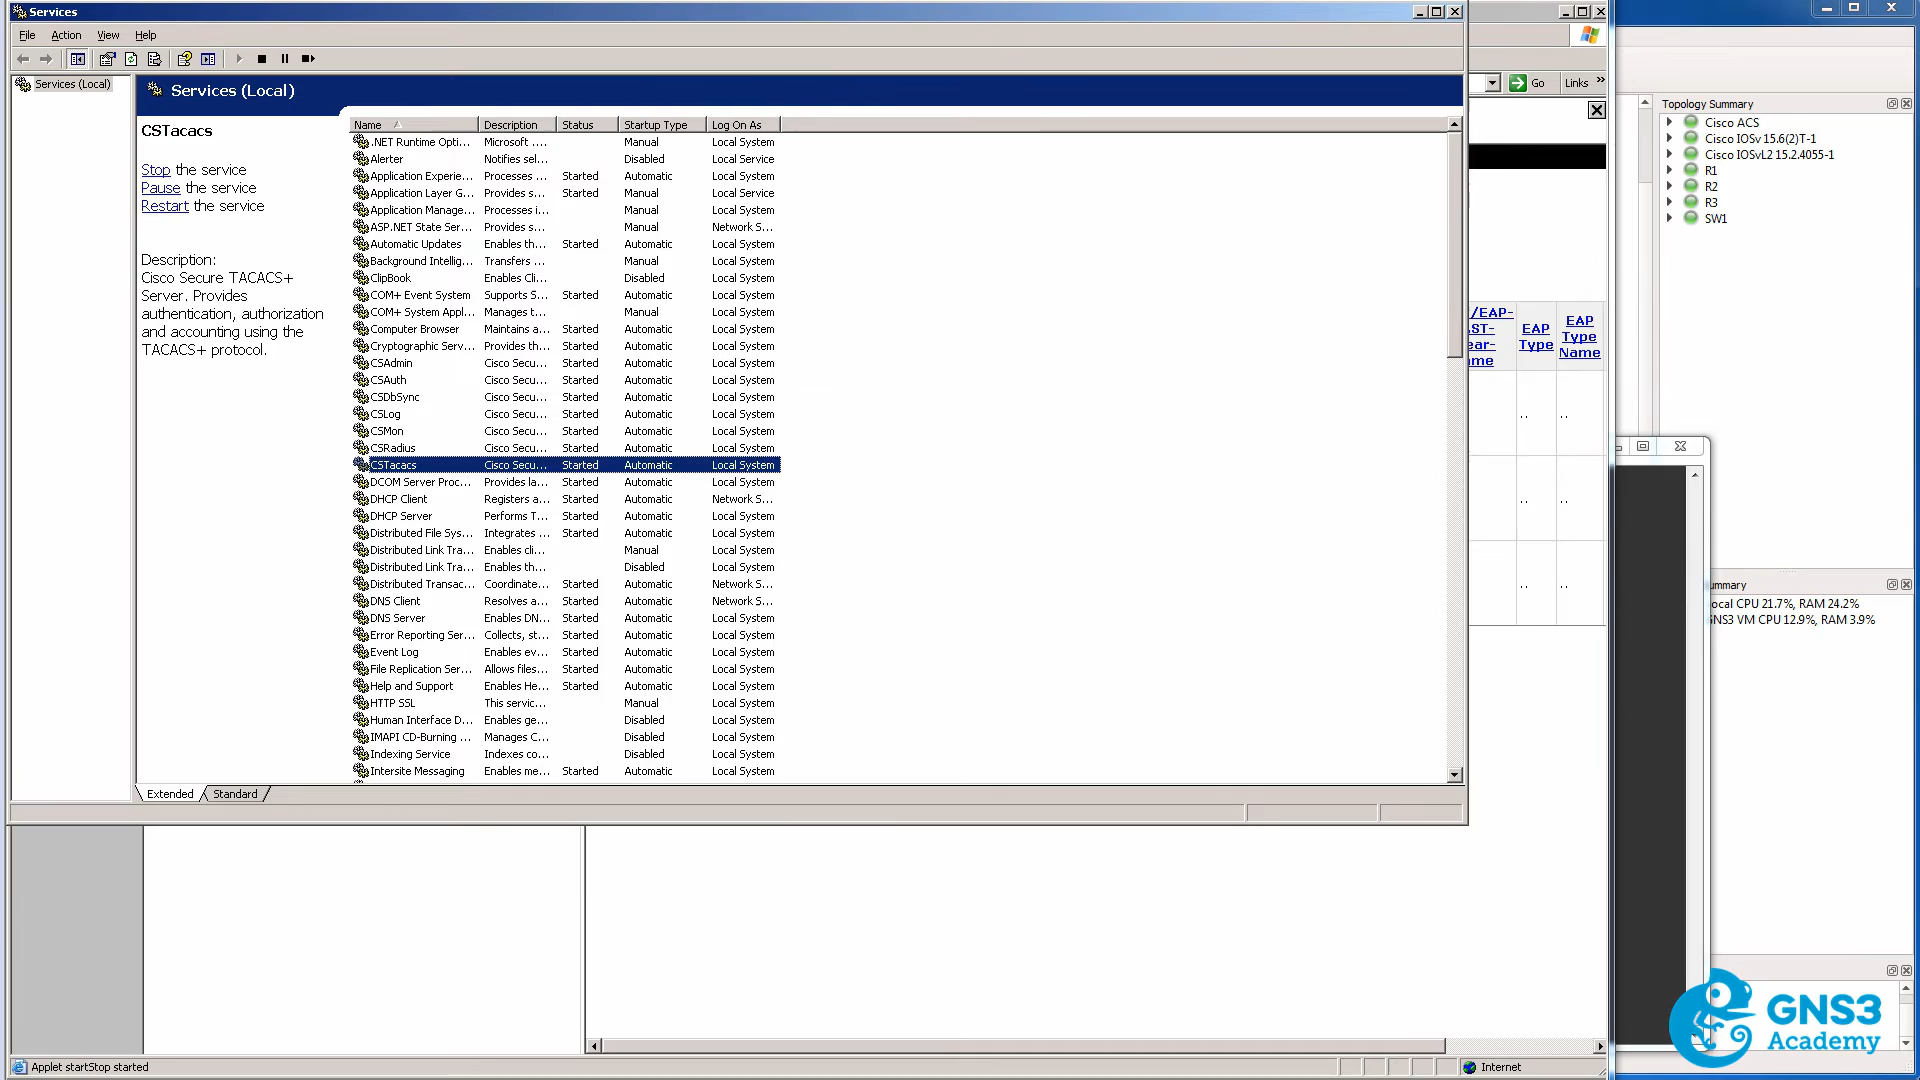 Services
File Action View Help
Services (Local)
Services (Local)
CSTacacs
Stop the service
Pause the service
Restart the service
Description:
Cisco Secure TACACS+
Server. Provides
authentication, authorization
and accounting using the
TACACS+ protocol.
Name Description Status Startup Type Log On As
.NET Runtime Opti... Microsoft .... Manual Local System
Alerter Notifies sel... Disabled Local Service
Application Experie... Processes ... Started Automatic Local System
Application Layer G... Provides s... Started Manual Local Service
Application Manage... Processes i... Manual Local System
ASP.NET State Ser... Provides s... Manual Network S...
Automatic Updates Enables th... Started Automatic Local System
Background Intellig... Transfers ... Manual Local System
ClipBook Enables Cli... Disabled Local System
COM+ Event System Supports S... Started Automatic Local System
COM+ System Appl... Manages t... Manual Local System
Computer Browser Maintains a... Started Automatic Local System
Cryptographic Serv... Provides th... Started Automatic Local System
CSAdmin Cisco Secu... Started Automatic Local System
CSAuth Cisco Secu... Started Automatic Local System
CSDbSync Cisco Secu... Started Automatic Local System
CSLog Cisco Secu... Started Automatic Local System
CSMon Cisco Secu... Started Automatic Local System
CSRadius Cisco Secu... Started Automatic Local System
CSTacacs Cisco Secu... Started Automatic Local System
DCOM Server Proc... Provides la... Started Automatic Local System
DHCP Client Registers a... Started Automatic Network S...
DHCP Server Performs T... Started Automatic Local System
Distributed File Sys... Integrates ... Started Automatic Local System
Distributed Link Tra... Enables cli... Manual Local System
Distributed Link Tra... Enables th... Disabled Local System
Distributed Transac... Coordinate... Started Automatic Network S...
DNS Client Resolves a... Started Automatic Network S...
DNS Server Enables DN... Started Automatic Local System
Error Reporting Ser... Collects, st... Started Automatic Local System
Event Log Enables ev... Started Automatic Local System
File Replication Ser... Allows files... Started Automatic Local System
Help and Support Enables He... Started Automatic Local System
HTTP SSL This servic... Manual Local System
Human Interface D... Enables ge... Disabled Local System
IMAPI CD-Burning ... Manages C... Disabled Local System
Indexing Service Indexes co... Disabled Local System
Intersite Messaging Enables me... Started Automatic Local System
Extended Standard
Go Links »
/EAP-
EAP
Type
EAP
Type
Name
.. ..
.. ..
.. ..
Topology Summary
Cisco ACS
Cisco IOSv 15.6(2)T-1
Cisco IOSvL2 15.2.4055-1
R1
R2
R3
SW1
ummary
ocal CPU 21.7%, RAM 24.2%
GNS3 VM CPU 12.9%, RAM 3.9%
GNS3
Academy
Applet startStop started
Internet